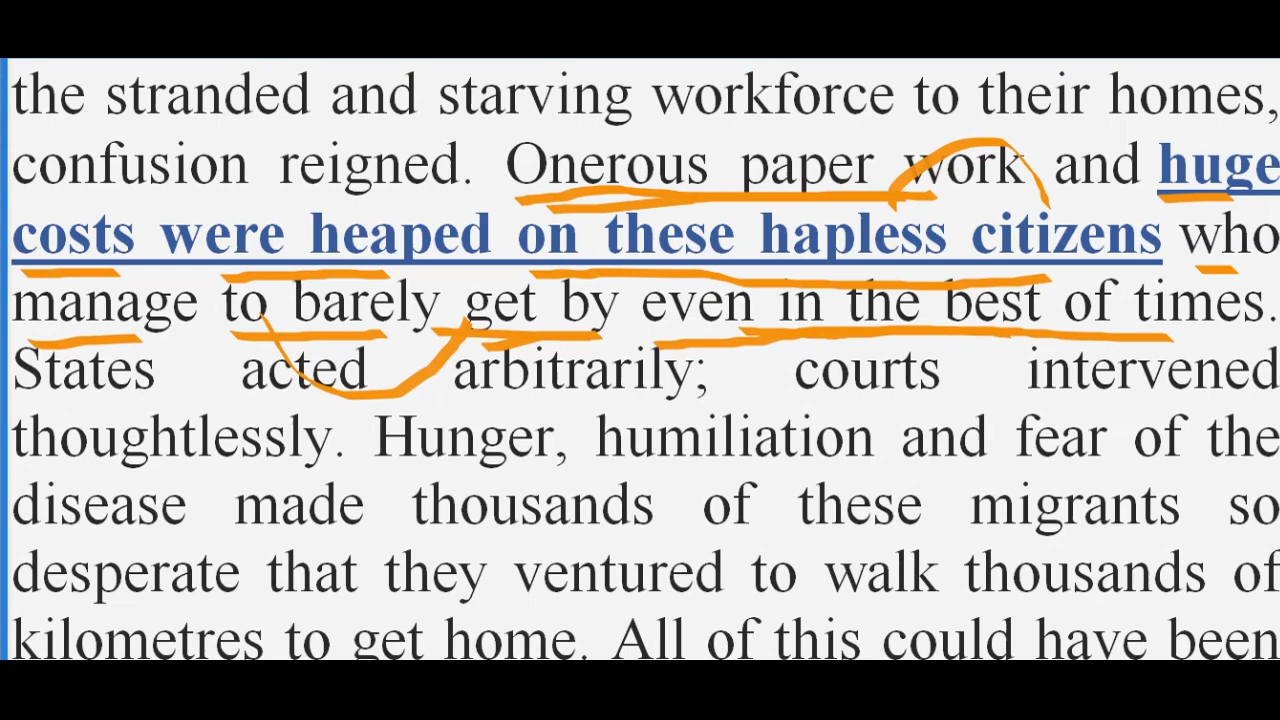 the stranded and starving workforce to their homes,
confusion reigned. Onerous paper work and huge
costs were heaped on these hapless citizens who
manage to barely get by even in the best of times.
States acted arbitrarily; courts intervened
thoughtlessly. Hunger, humiliation and fear of the
disease made thousands of these migrants so
desperate that they ventured to walk thousands of
kilometres to get home. All of this could have been